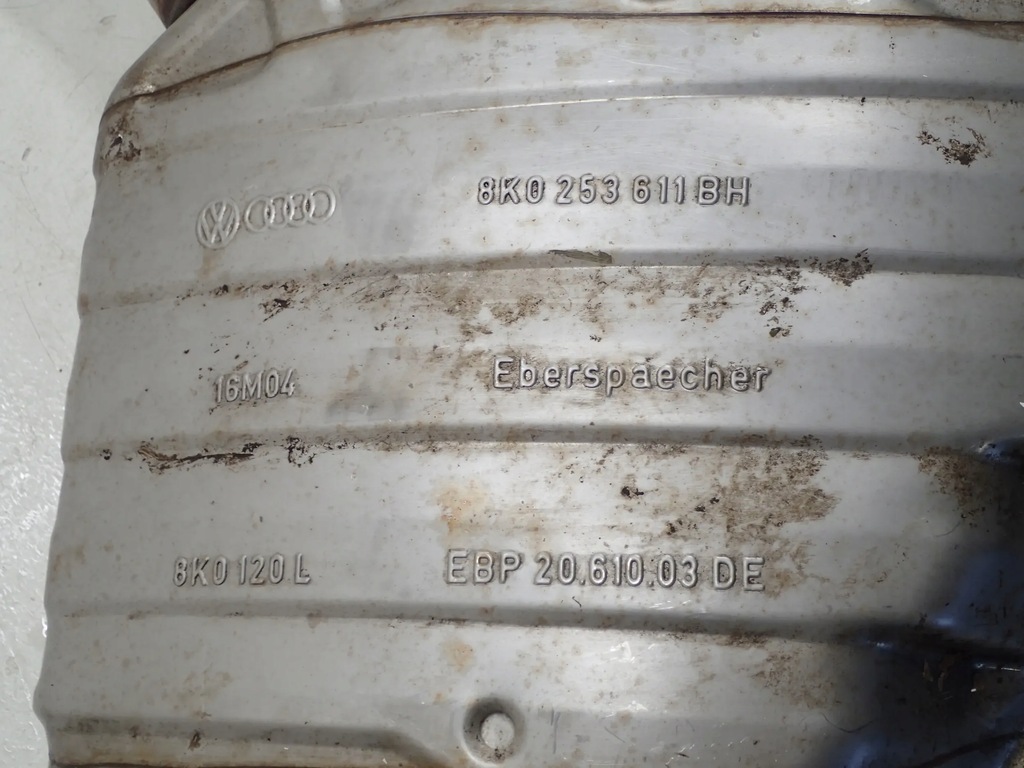 8K0 253 611 BH
16M04 Eberspaecher
8K0 120 L EBP 20.610.03 DE